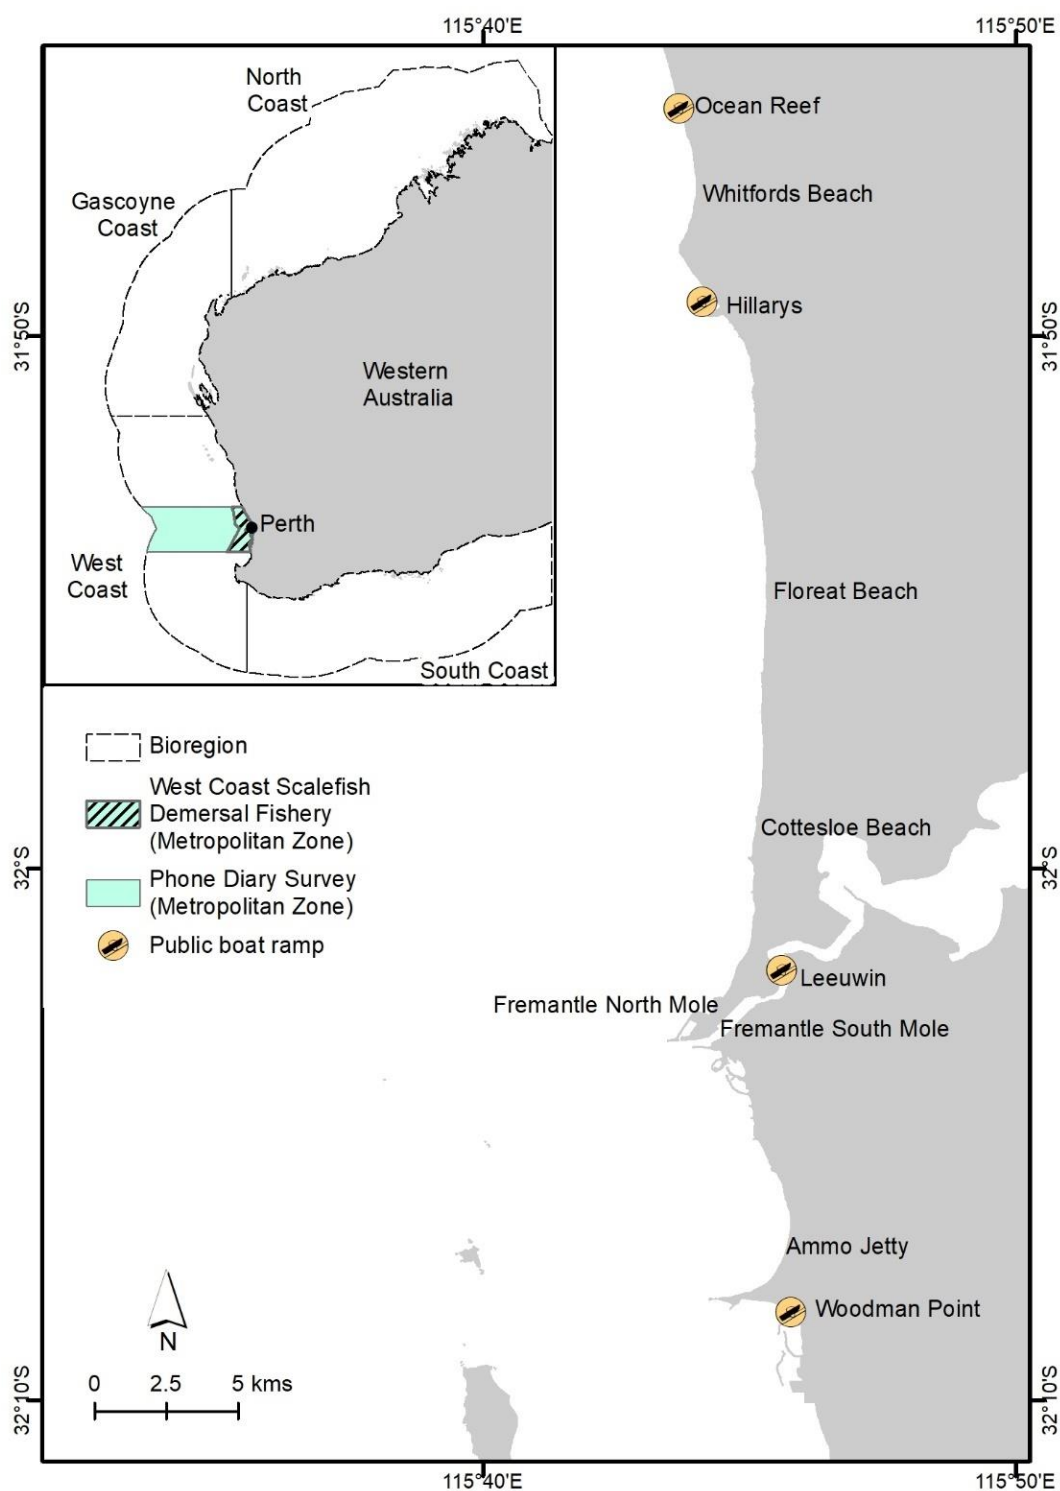 115°40'E
115°50'E
North
Coast
Ocean Reef
Whitfords Beach
Gascoyne
Coast
Hillarys
31°50'S
31°50'S
Western
Australia
Perth
West
Coast
Floreat Beach
South Coast
Bioregion
West Coast Scalefish
Demersal Fishery
(Metropolitan Zone)
Cottesloe Beach
32°S
32°S
Phone Diary Survey
(Metropolitan Zone)
Public boat ramp
Leeuwin
Fremantle North Mole
Fremantle South Mole
Ammo Jetty
Woodman Point
N
0 2.5 5 kms
32°10'S
32°10'S
115°40'E
115°50'E